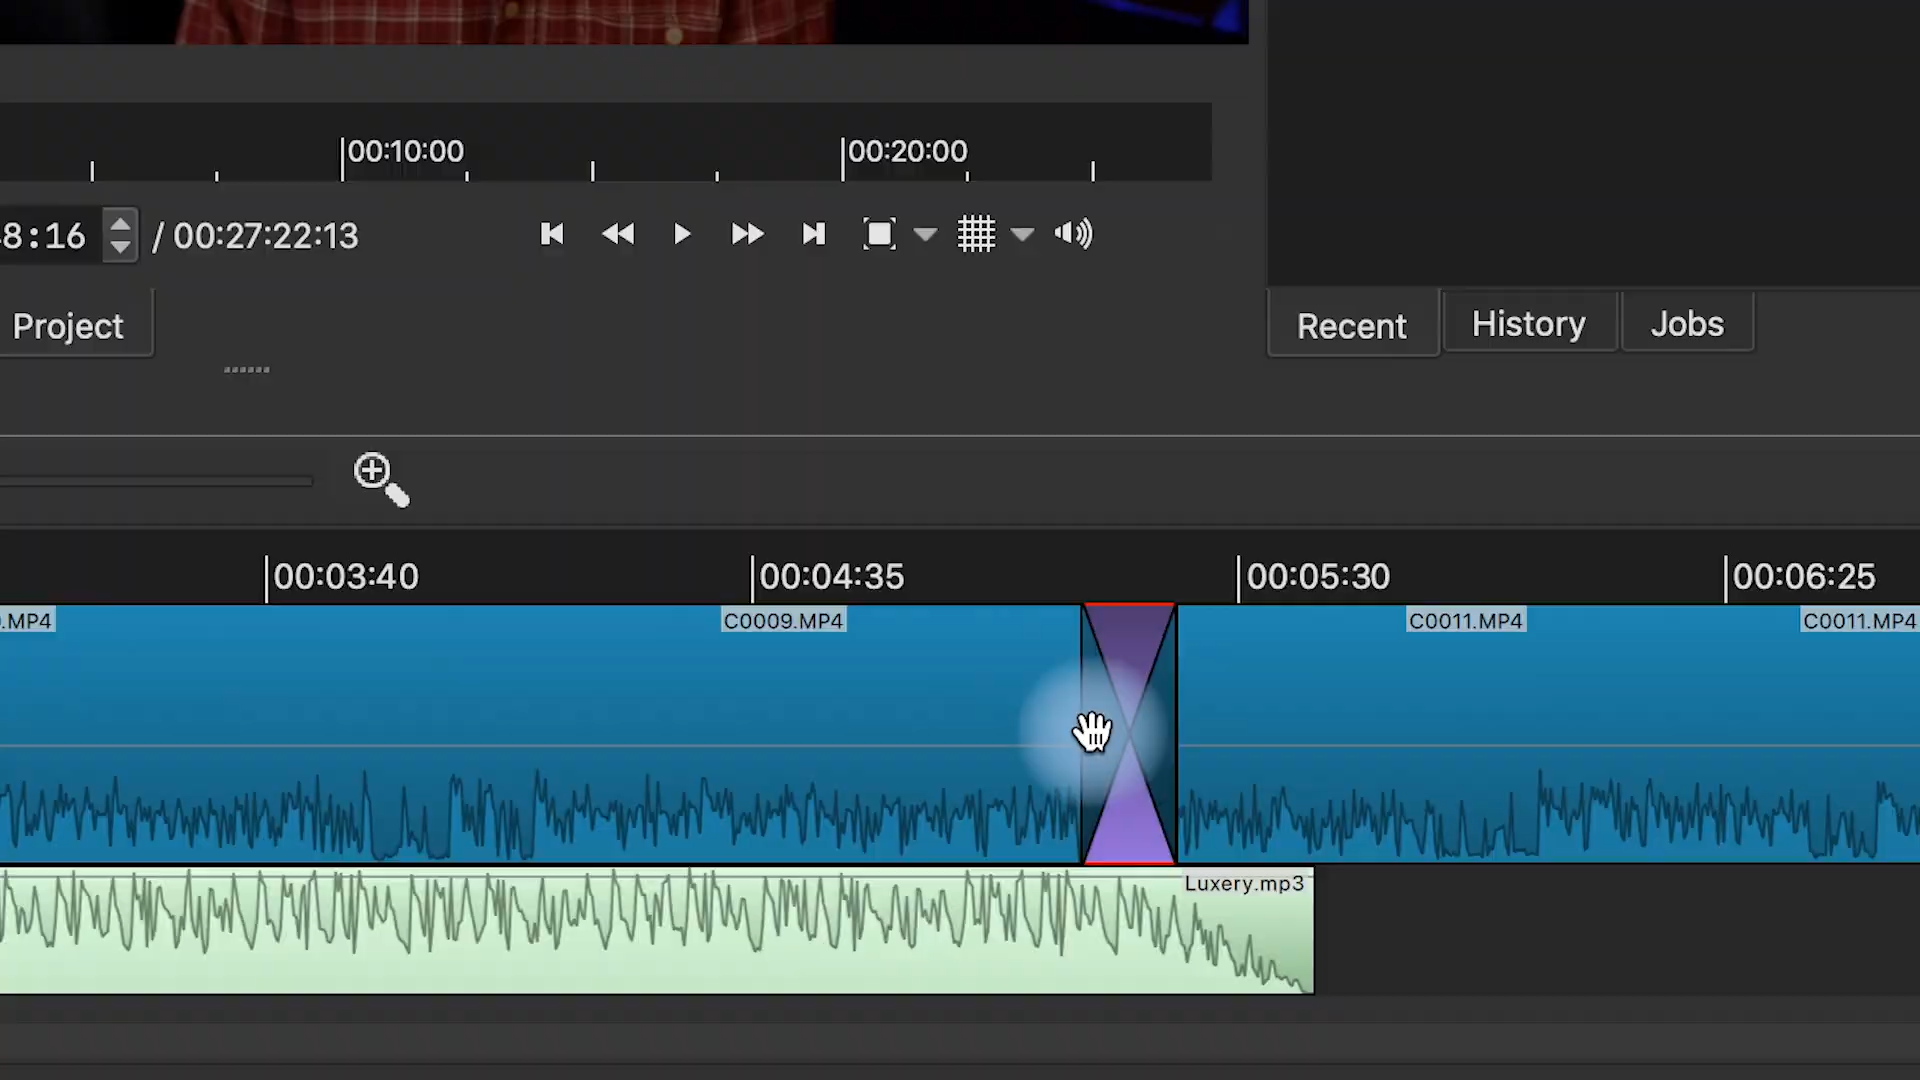 00:10:00 00:20:00
8:16 / 00:27:22:13
Project
Recent History Jobs
00:03:40 00:04:35 00:05:30 00:06:25
.MP4 C0009.MP4 C0011.MP4 C0011.MP4
Luxery.mp3